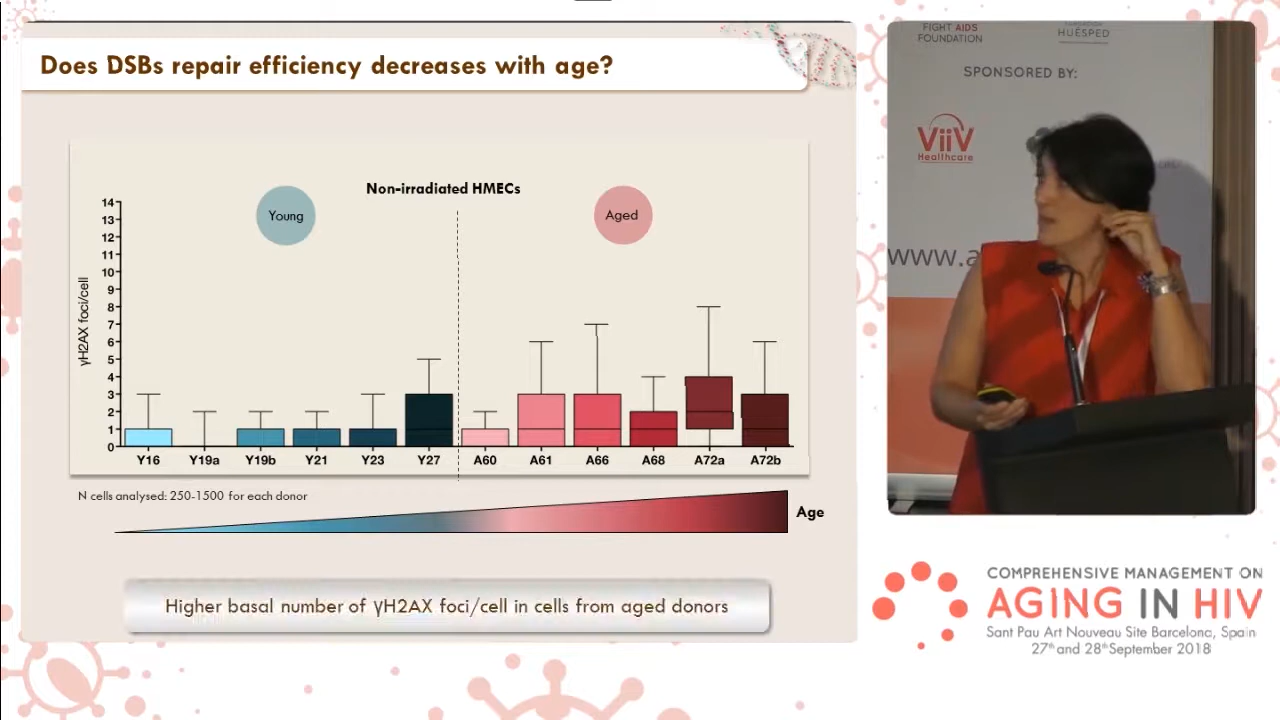 Does DSBs repair efficiency decreases with age?
Non-irradiated HMECs
Young
Aged
γH2AX foci/cell
14
13
12
11
10
9
8
7
6
5
4
3
2
1
0
Y16 Y19a Y19b Y21 Y23 Y27 A60 A61 A66 A68 A72a A72b
N cells analysed: 250-1500 for each donor
Age
Higher basal number of γH2AX foci/cell in cells from aged donors
FIGHT AIDS
FOUNDATION
HUÉSPED
SPONSORED BY:
ViiV
Healthcare
www.a
COMPREHENSIVE MANAGEMENT ON
AGING IN HIV
Sant Pau Art Nouveau Site Barcelona, Spain
27th and 28th September 2018